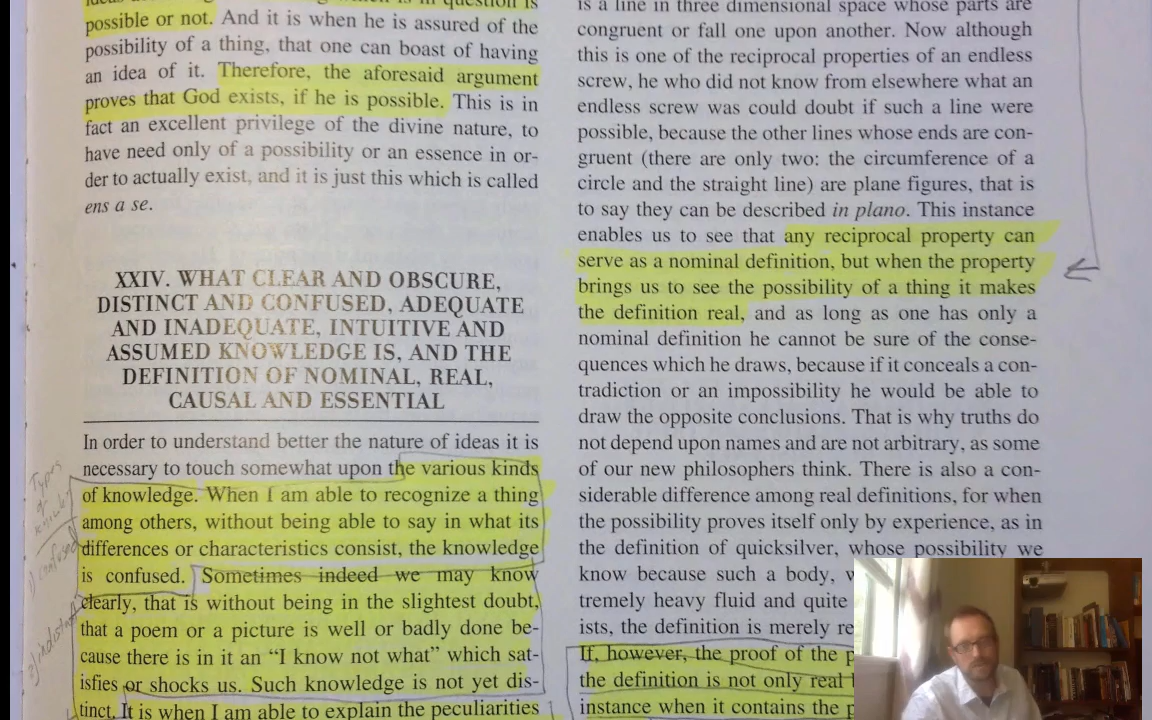 possible or not. And it is when he is assured of the
possibility of a thing, that one can boast of having
an idea of it. Therefore, the aforesaid argument
proves that God exists, if he is possible. This is in
fact an excellent privilege of the divine nature, to
have need only of a possibility or an essence in or-
der to actually exist, and it is just this which is called
ens a se.
XXIV. WHAT CLEAR AND OBSCURE,
DISTINCT AND CONFUSED, ADEQUATE
AND INADEQUATE, INTUITIVE AND
ASSUMED KNOWLEDGE IS, AND THE
DEFINITION OF NOMINAL, REAL,
CAUSAL AND ESSENTIAL
In order to understand better the nature of ideas it is
necessary to touch somewhat upon the various kinds
of knowledge. When I am able to recognize a thing
among others, without being able to say in what its
differences or characteristics consist, the knowledge
is confused. Sometimes indeed we may know
clearly, that is without being in the slightest doubt,
that a poem or a picture is well or badly done be-
cause there is in it an “I know not what” which sat-
isfies or shocks us. Such knowledge is not yet dis-
tinct. It is when I am able to explain the peculiarities
Types
of
1) confused
is a line in three dimensional space whose parts are
congruent or fall one upon another. Now although
this is one of the reciprocal properties of an endless
screw, he who did not know from elsewhere what an
endless screw was could doubt if such a line were
possible, because the other lines whose ends are con-
gruent (there are only two: the circumference of a
circle and the straight line) are plane figures, that is
to say they can be described in plano. This instance
enables us to see that any reciprocal property can
serve as a nominal definition, but when the property
brings us to see the possibility of a thing it makes
the definition real, and as long as one has only a
nominal definition he cannot be sure of the conse-
quences which he draws, because if it conceals a con-
tradiction or an impossibility he would be able to
draw the opposite conclusions. That is why truths do
not depend upon names and are not arbitrary, as some
of our new philosophers think. There is also a con-
siderable difference among real definitions, for when
the possibility proves itself only by experience, as in
the definition of quicksilver, whose possibility we
know because such a body,
tremely heavy fluid and quite
ists, the definition is merely re
If, however, the proof of the p
the definition is not only real
instance when it contains the p